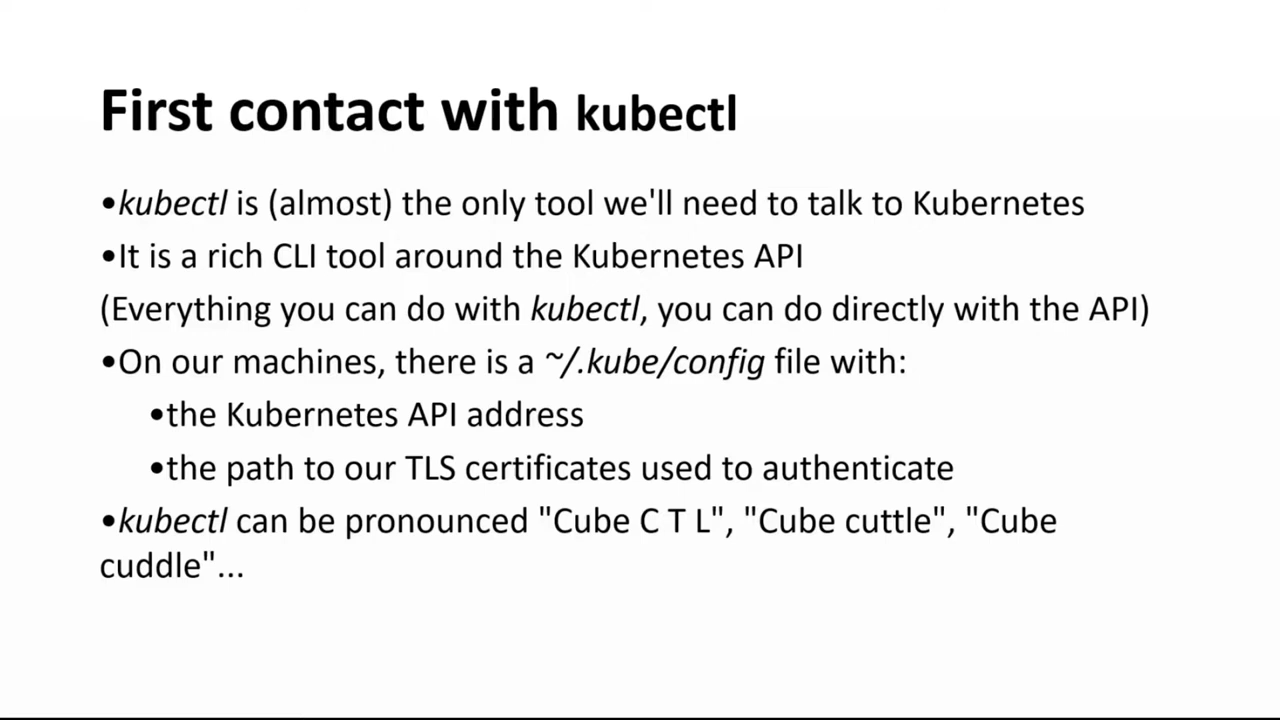 First contact with kubectl
•kubectl is (almost) the only tool we'll need to talk to Kubernetes
•It is a rich CLI tool around the Kubernetes API
(Everything you can do with kubectl, you can do directly with the API)
•On our machines, there is a ~/.kube/config file with:
•the Kubernetes API address
•the path to our TLS certificates used to authenticate
•kubectl can be pronounced "Cube C T L", "Cube cuttle", "Cube
cuddle"...